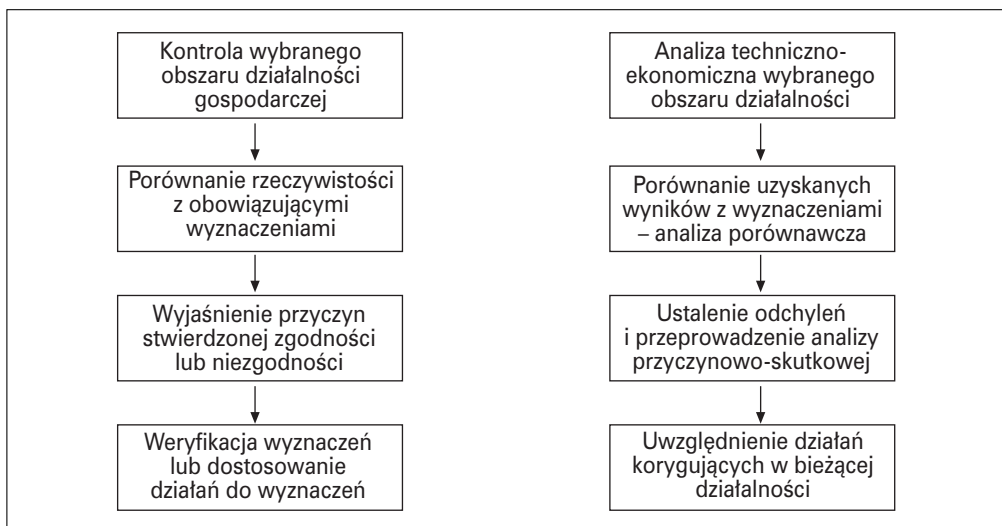 Kontrola wybranego
obszaru działalności
gospodarczej
Porównanie rzeczywistości
z obowiązującymi
wyznaczeniami
Wyjaśnienie przyczyn
stwierdzonej zgodności
lub niezgodności
Weryfikacja wyznaczeń
lub dostosowanie
działań do wyznaczeń
Analiza techniczno-
ekonomiczna wybranego
obszaru działalności
Porównanie uzyskanych
wyników z wyznaczeniami
– analiza porównawcza
Ustalenie odchyleń
i przeprowadzenie analizy
przyczynowo-skutkowej
Uwzględnienie działań
korygujących w bieżącej
działalności